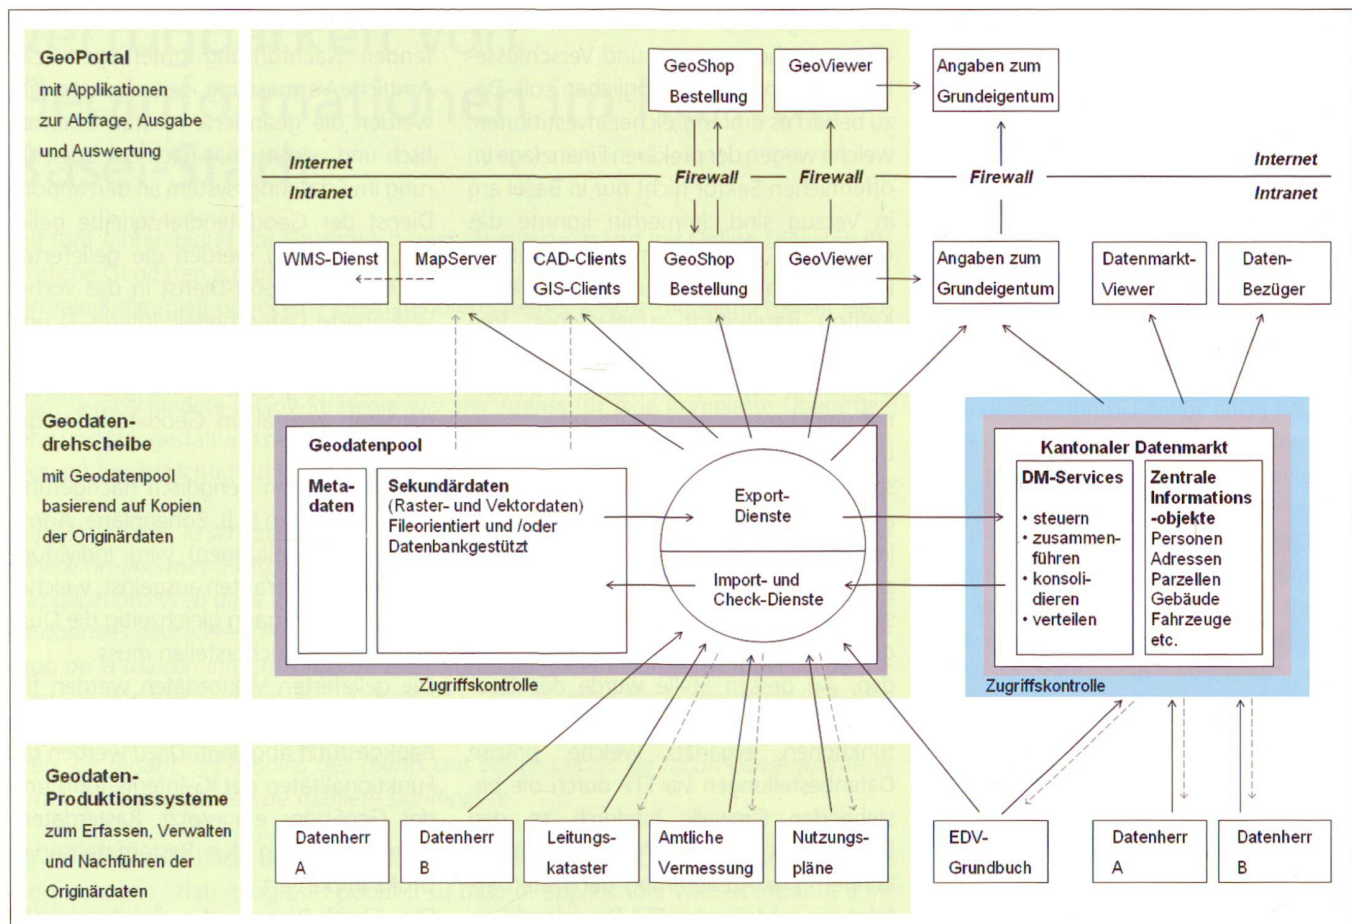 GeoPortal
mit Applikationen
zur Abfrage, Ausgabe
und Auswertung
GeoShop
Bestellung
GeoViewer
Angaben zum
Grundeigentum
Internet
Intranet
Firewall
Firewall
Firewall
Internet
Intranet
WMS-Dienst
MapServer
CAD-Clients
GIS-Clients
GeoShop
Bestellung
GeoViewer
Angaben zum
Grundeigentum
Datenmarkt-
Viewer
Daten-
Bezüger
Geodaten-
drehscheibe
mit Geodatenpool
basierend auf Kopien
der Originärdaten
Geodatenpool
Meta-
daten
Sekundärdaten
(Raster- und Vektordaten)
Fileorientiert und /oder
Datenbankgestützt
Export-
Dienste
Import- und
Check-Dienste
Zugriffskontrolle
Kantonaler Datenmarkt
DM-Services
• steuern
• zusammen-
führen
• konsoli-
dieren
• verteilen
Zentrale
Informations
-objekte
Personen
Adressen
Parzellen
Gebäude
Fahrzeuge
etc.
Zugriffskontrolle
Geodaten-
Produktionssysteme
zum Erfassen, Verwalten
und Nachführen der
Originärdaten
Datenherr
A
Datenherr
B
Leitungs-
kataster
Amtliche
Vermessung
Nutzungs-
pläne
EDV-
Grundbuch
Datenherr
A
Datenherr
B